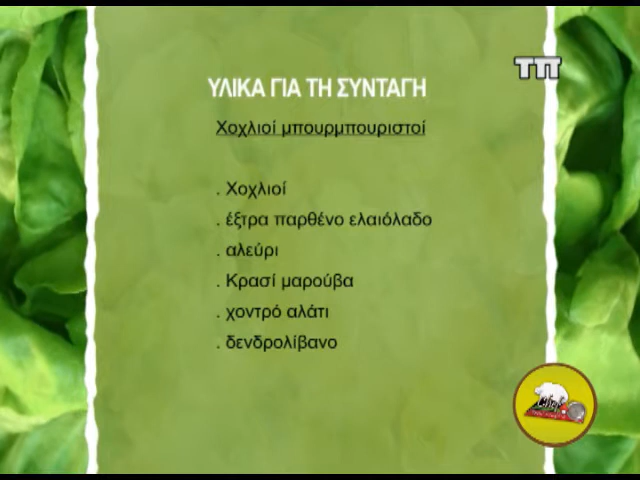 ΤΠ
ΥΛΙΚΑ ΓΙΑ ΤΗ ΣΥΝΤΑΓΗ
Χοχλιοί μπουρμπουριστοί
. Χοχλιοί
. έξτρα παρθένο ελαιόλαδο
. αλεύρι
. Κρασί μαρούβα
. χοντρό αλάτι
. δενδρολίβανο